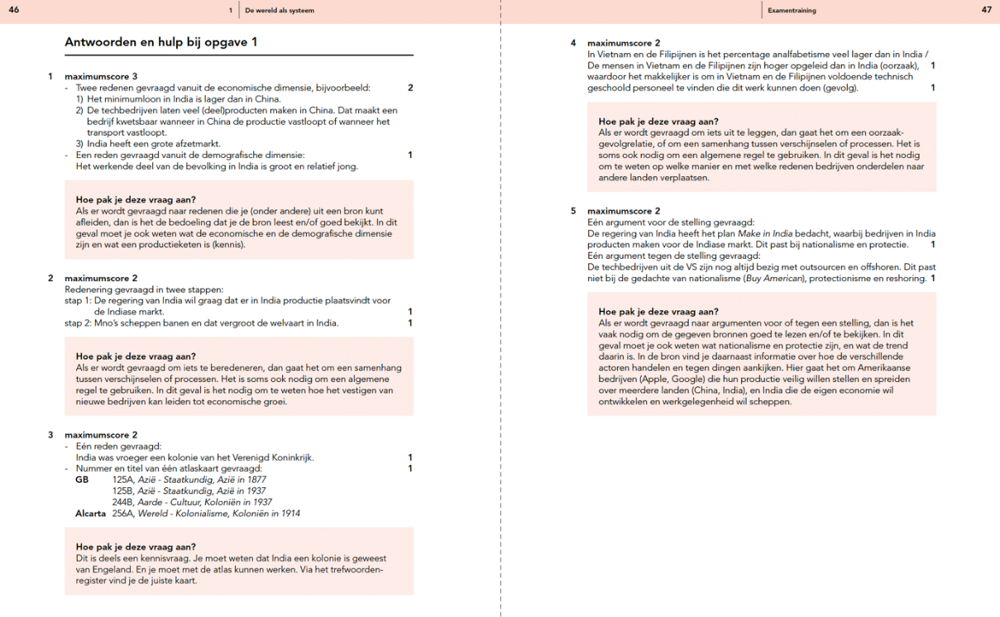 46
1 De wereld als systeem
Antwoorden en hulp bij opgave 1
1 maximumscore 3
- Twee redenen gevraagd vanuit de economische dimensie, bijvoorbeeld: 2
1) Het minimumloon in India is lager dan in China.
2) De techbedrijven laten veel (deel)producten maken in China. Dat maakt een
bedrijf kwetsbaar wanneer in China de productie vastloopt of wanneer het
transport vastloopt.
3) India heeft een grote afzetmarkt.
- Een reden gevraagd vanuit de demografische dimensie: 1
Het werkende deel van de bevolking in India is groot en relatief jong.
Hoe pak je deze vraag aan?
Als er wordt gevraagd naar redenen die je (onder andere) uit een bron kunt
afleiden, dan is het de bedoeling dat je de bron leest en/of goed bekijkt. In dit
geval moet je ook weten wat de economische en de demografische dimensie
zijn en wat een productieketen is (kennis).
2 maximumscore 2
Redenering gevraagd in twee stappen:
stap 1: De regering van India wil graag dat er in India productie plaatsvindt voor
de Indiase markt. 1
stap 2: Mno's scheppen banen en dat vergroot de welvaart in India. 1
Hoe pak je deze vraag aan?
Als er wordt gevraagd om iets te beredeneren, dan gaat het om een samenhang
tussen verschijnselen of processen. Het is soms ook nodig om een algemene
regel te gebruiken. In dit geval is het nodig om te weten hoe het vestigen van
nieuwe bedrijven kan leiden tot economische groei.
3 maximumscore 2
- Eén reden gevraagd:
India was vroeger een kolonie van het Verenigd Koninkrijk. 1
- Nummer en titel van één atlaskaart gevraagd: 1
GB 125A, Azië - Staatkundig, Azië in 1877
125B, Azië - Staatkundig, Azië in 1937
244B, Aarde - Cultuur, Koloniën in 1937
Alcarta 256A, Wereld - Kolonialisme, Koloniën in 1914
Hoe pak je deze vraag aan?
Dit is deels een kennisvraag. Je moet weten dat India een kolonie is geweest
van Engeland. En je moet met de atlas kunnen werken. Via het trefwoorden-
register vind je de juiste kaart.
Examentraining
47
4 maximumscore 2
In Vietnam en de Filipijnen is het percentage analfabetisme veel lager dan in India /
De mensen in Vietnam en de Filipijnen zijn hoger opgeleid dan in India (oorzaak), 1
waardoor het makkelijker is om in Vietnam en de Filipijnen voldoende technisch
geschoold personeel te vinden die dit werk kunnen doen (gevolg). 1
Hoe pak je deze vraag aan?
Als er wordt gevraagd om iets uit te leggen, dan gaat het om een oorzaak-
gevolgrelatie, of om een samenhang tussen verschijnselen of processen. Het is
soms ook nodig om een algemene regel te gebruiken. In dit geval is het nodig
om te weten op welke manier en met welke redenen bedrijven onderdelen naar
andere landen verplaatsen.
5 maximumscore 2
Eén argument voor de stelling gevraagd:
De regering van India heeft het plan Make in India bedacht, waarbij bedrijven in India
producten maken voor de Indiase markt. Dit past bij nationalisme en protectie. 1
Eén argument tegen de stelling gevraagd:
De techbedrijven uit de VS zijn nog altijd bezig met outsourcen en offshoren. Dit past
niet bij de gedachte van nationalisme (Buy American), protectionisme en reshoring. 1
Hoe pak je deze vraag aan?
Als er wordt gevraagd naar argumenten voor of tegen een stelling, dan is het
vaak nodig om de gegeven bronnen goed te lezen en/of te bekijken. In dit
geval moet je ook weten wat nationalisme en protectie zijn, en wat de trend
daarin is. In de bron vind je daarnaast informatie over hoe de verschillende
actoren handelen en tegen dingen aankijken. Hier gaat het om Amerikaanse
bedrijven (Apple, Google) die hun productie veilig willen stellen en spreiden
over meerdere landen (China, India), en India die de eigen economie wil
ontwikkelen en werkgelegenheid wil scheppen.